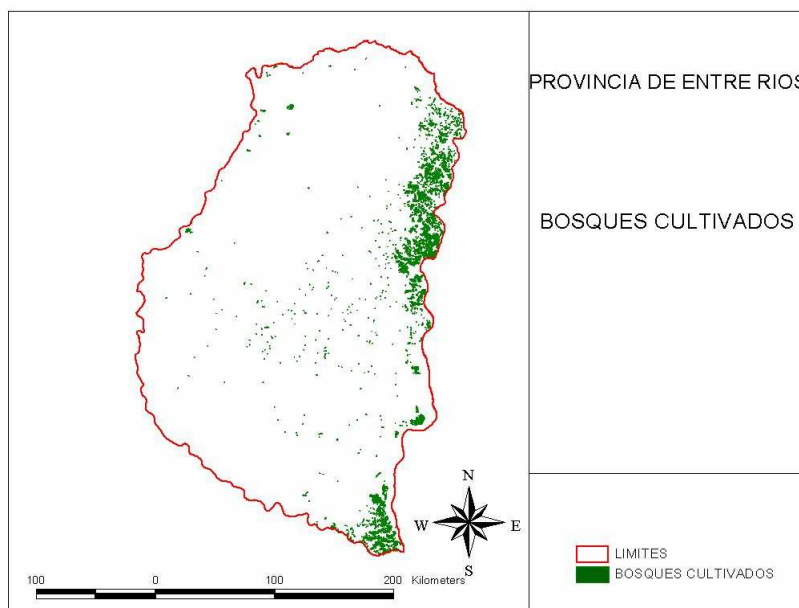 PROVINCIA DE ENTRE RIOS
BOSQUES CULTIVADOS
N
W E
S
LIMITES
BOSQUES CULTIVADOS
100 0 100 200 Kilometers